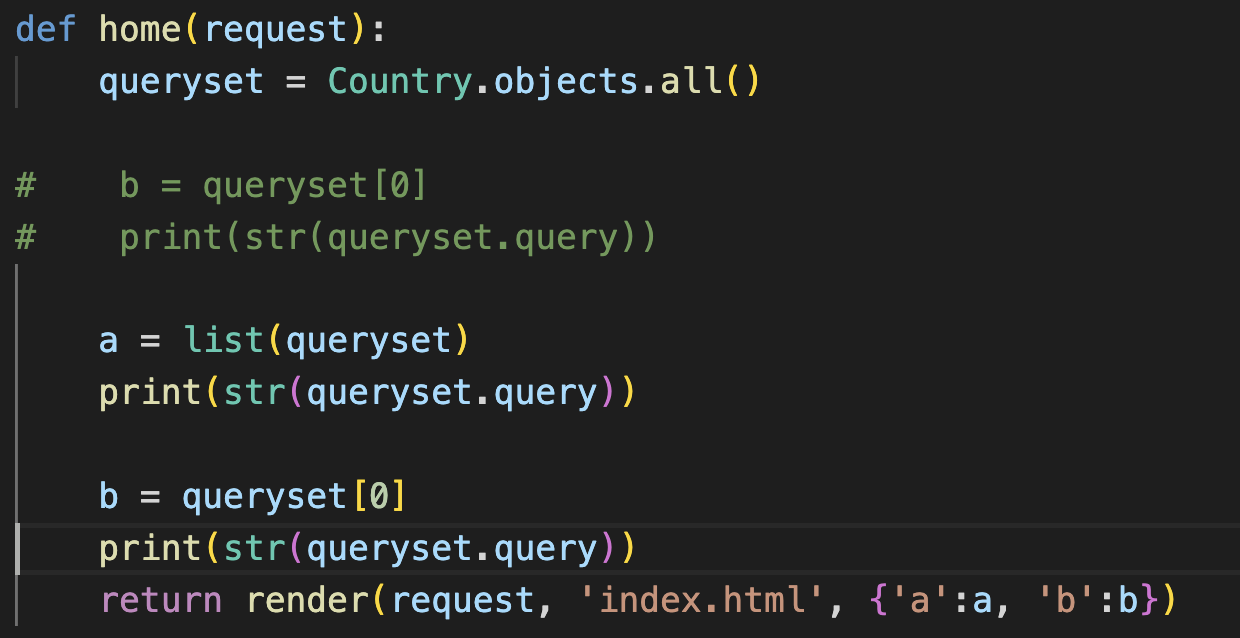 def home(request):
    queryset = Country.objects.all()
#    b = queryset[0]
#    print(str(queryset.query))
    a = list(queryset)
    print(str(queryset.query))
    b = queryset[0]
    print(str(queryset.query))
    return render(request, 'index.html', {'a':a, 'b':b})